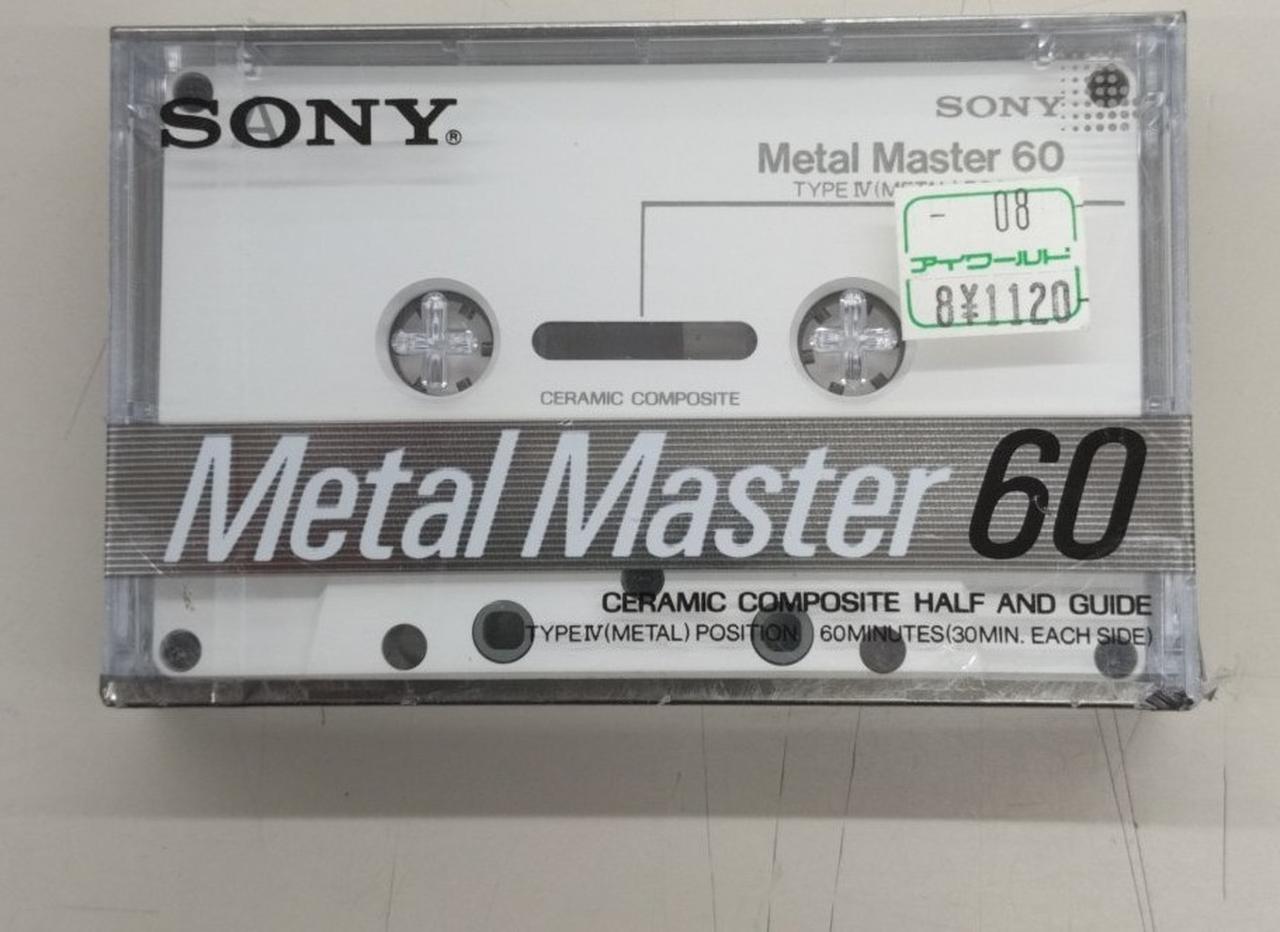 SONY®
A
SONY
Metal Master 60
TYPE IV (METAL)
- 08
アイワールド
8¥1120
CERAMIC COMPOSITE
Metal Master 60
CERAMIC COMPOSITE HALF AND GUIDE
TYPE IV (METAL) POSITION 60MINUTES (30MIN. EACH SIDE)